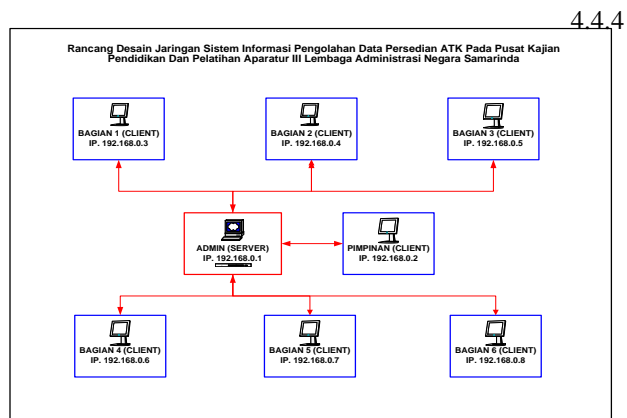 4.4.4
Rancang Desain Jaringan Sistem Informasi Pengolahan Data Persedian ATK Pada Pusat Kajian
Pendidikan Dan Pelatihan Aparatur III Lembaga Administrasi Negara Samarinda
BAGIAN 1 (CLIENT)
IP. 192.168.0.3
BAGIAN 2 (CLIENT)
IP. 192.168.0.4
BAGIAN 3 (CLIENT)
IP. 192.168.0.5
ADMIN (SERVER)
IP. 192.168.0.1
PIMPINAN (CLIENT)
IP. 192.168.0.2
BAGIAN 4 (CLIENT)
IP. 192.168.0.6
BAGIAN 5 (CLIENT)
IP. 192.168.0.7
BAGIAN 6 (CLIENT)
IP. 192.168.0.8